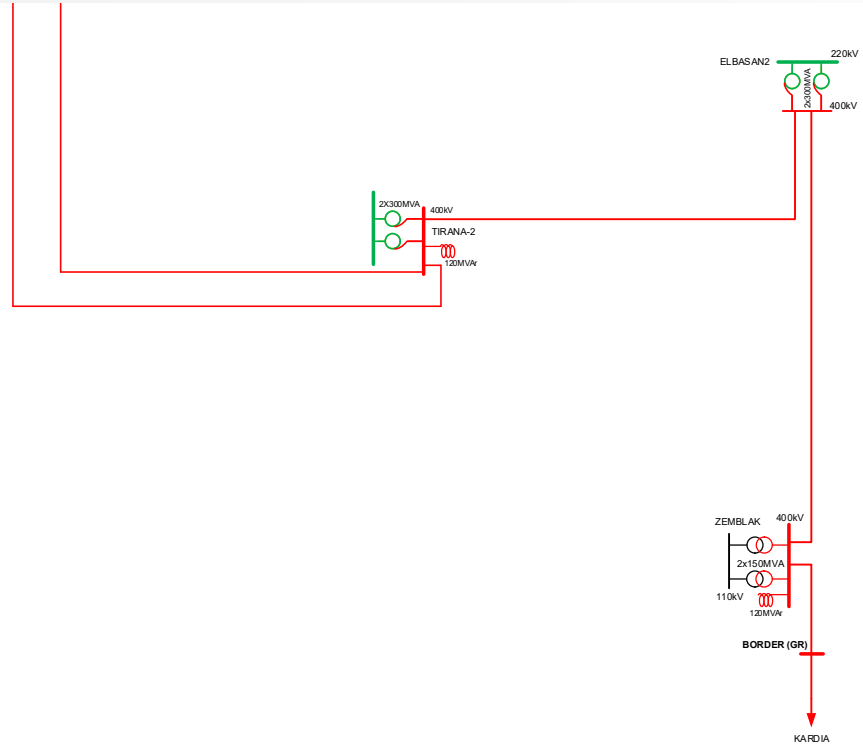 220kV
ELBASAN2
2x300MVA
400kV
2X300MVA
400kV
TIRANA-2
120MVAr
ZEMBLAK
400kV
2x150MVA
110kV
120MVAr
BORDER (GR)
KARDIA